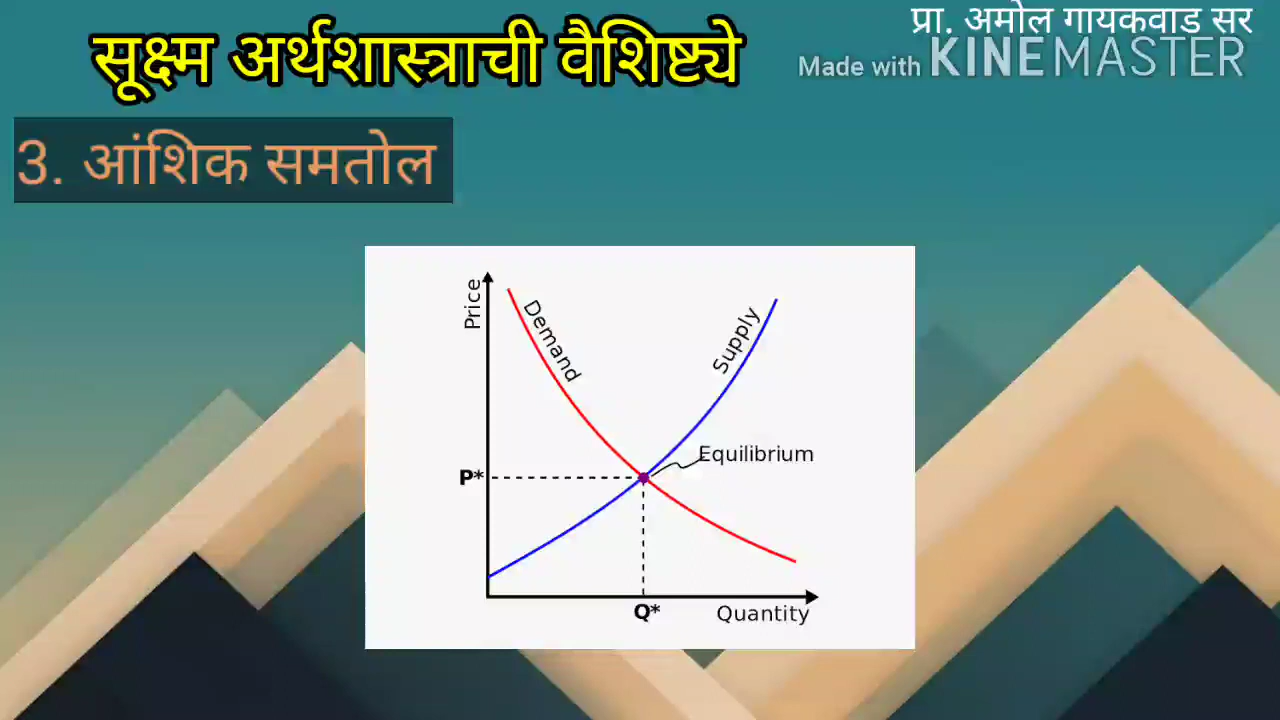 प्रा. अमोल गायकवाड सर
सूक्ष्म अर्थशास्त्राची वैशिष्ट्ये
Made with KINEMASTER
3. आंशिक समतोल
Price
Demand
Supply
Equilibrium
P*
Q*
Quantity